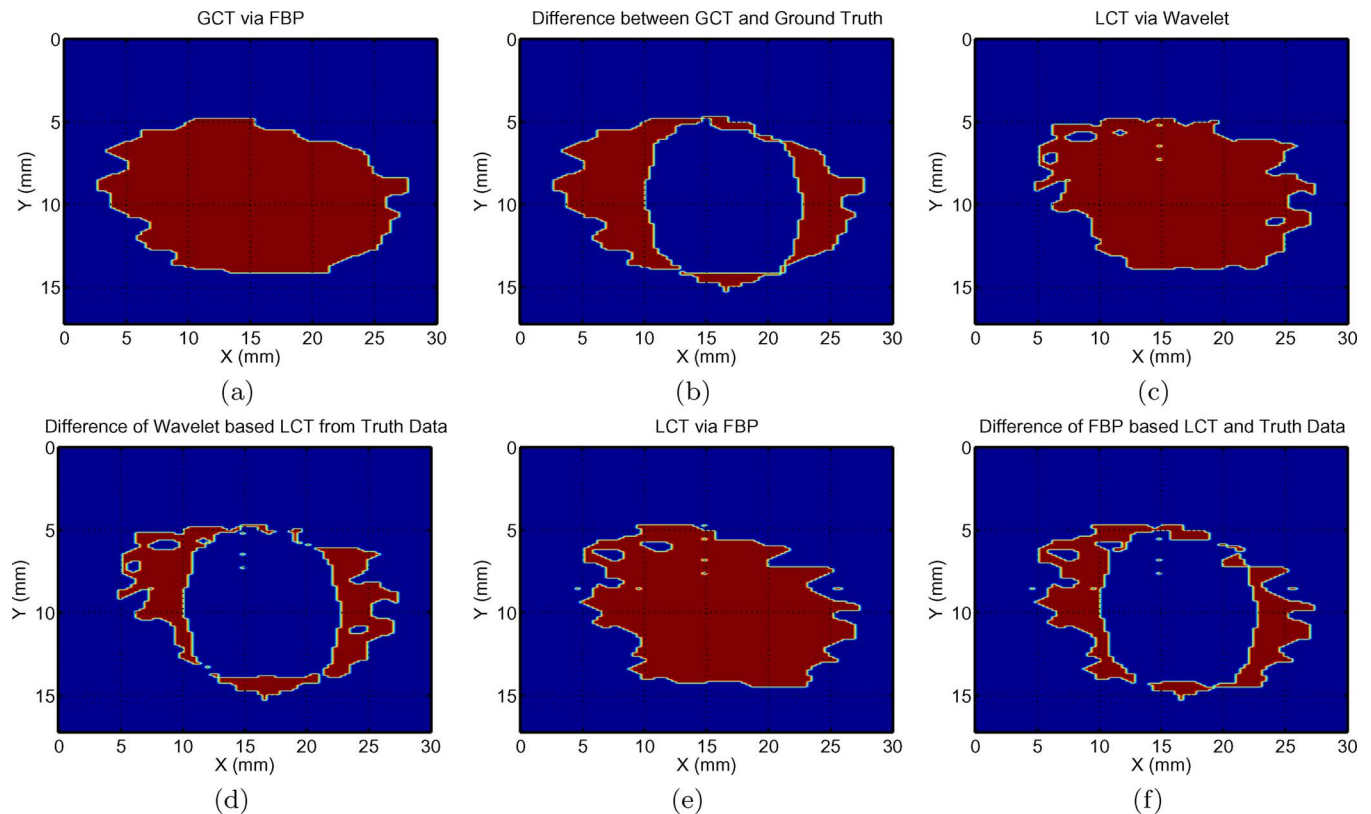 GCT via FBP
Difference between GCT and Ground Truth
LCT via Wavelet
0
5
10
15
Y (mm)
0 5 10 15 20 25 30
X (mm)
(a)
0
5
10
15
Y (mm)
0 5 10 15 20 25 30
X (mm)
(b)
0
5
10
15
Y (mm)
0 5 10 15 20 25 30
X (mm)
(c)
Difference of Wavelet based LCT from Truth Data
LCT via FBP
Difference of FBP based LCT and Truth Data
0
5
10
15
Y (mm)
0 5 10 15 20 25 30
X (mm)
(d)
0
5
10
15
Y (mm)
0 5 10 15 20 25 30
X (mm)
(e)
0
5
10
15
Y (mm)
0 5 10 15 20 25 30
X (mm)
(f)